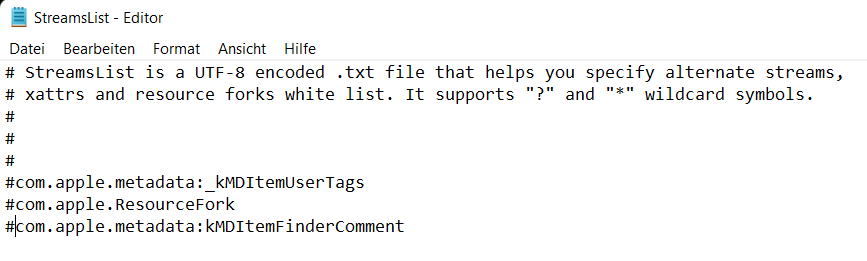 StreamsList - Editor
Datei Bearbeiten Format Ansicht Hilfe
# StreamsList is a UTF-8 encoded .txt file that helps you specify alternate streams,
# xattrs and resource forks white list. It supports "?" and "*" wildcard symbols.
#
#
#
#com.apple.metadata:_kMDItemUserTags
#com.apple.ResourceFork
#com.apple.metadata:kMDItemFinderComment